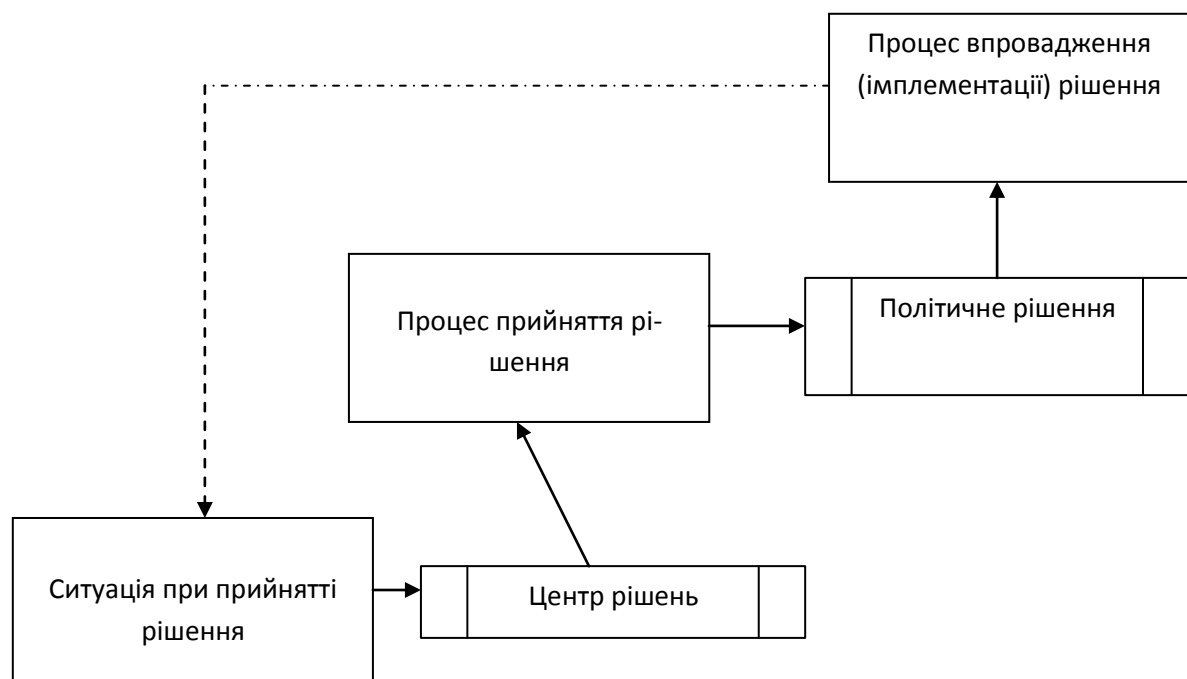 Процес впровадження
(імплементації) рішення
Політичне рішення
Процес прийняття рі-
шення
Ситуація при прийнятті
рішення
Центр рішень